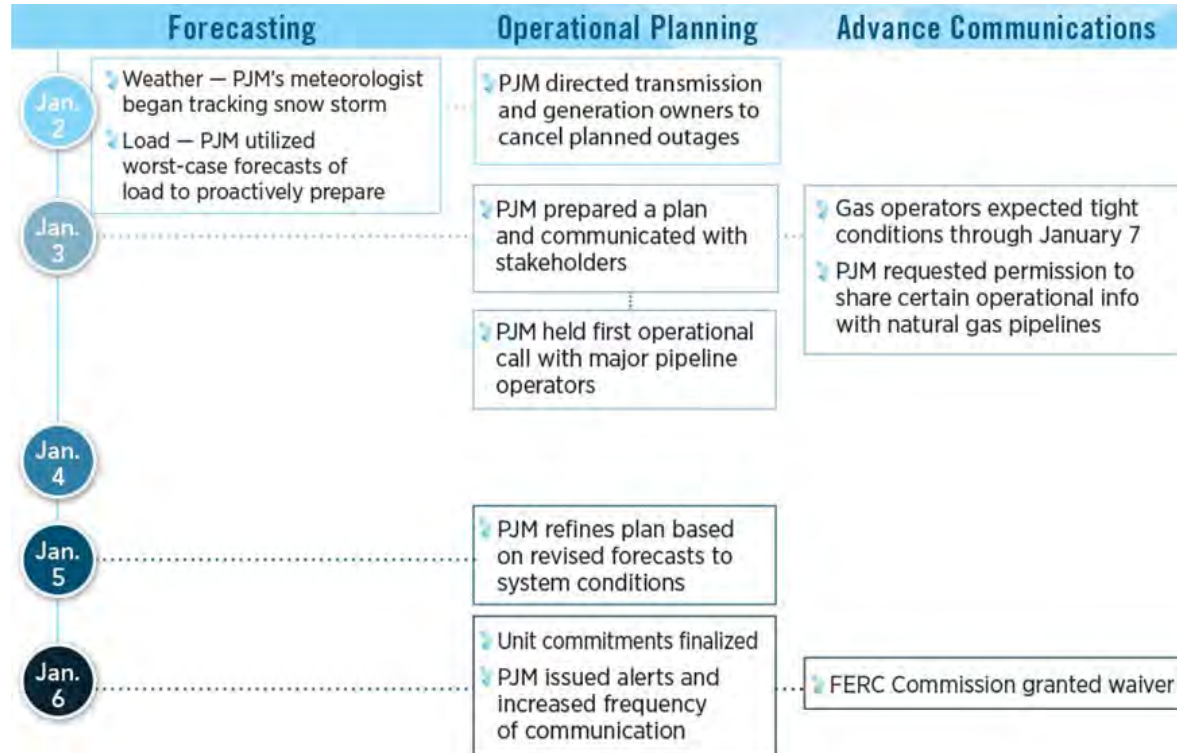 Forecasting
Operational Planning
Advance Communications
Jan.
2
Weather — PJM's meteorologist
began tracking snow storm
Load — PJM utilized
worst-case forecasts of
load to proactively prepare
PJM directed transmission
and generation owners to
cancel planned outages
Jan.
3
PJM prepared a plan
and communicated with
stakeholders
PJM held first operational
call with major pipeline
operators
Gas operators expected tight
conditions through January 7
PJM requested permission to
share certain operational info
with natural gas pipelines
Jan.
4
Jan.
5
PJM refines plan based
on revised forecasts to
system conditions
Jan.
6
Unit commitments finalized
PJM issued alerts and
increased frequency
of communication
FERC Commission granted waiver